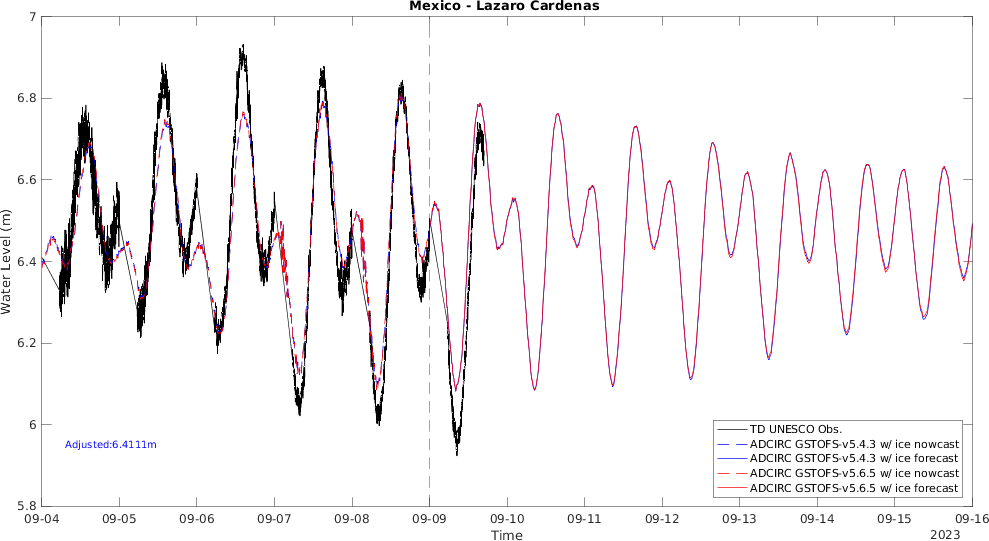 Mexico - Lazaro Cardenas
7
6.8
6.6
6.4
6.2
6
5.8
Water Level (m)
Adjusted:6.4111m
TD UNESCO Obs.
ADCIRC GSTOFS-v5.4.3 w/ ice nowcast
ADCIRC GSTOFS-v5.4.3 w/ ice forecast
ADCIRC GSTOFS-v5.6.5 w/ ice nowcast
ADCIRC GSTOFS-v5.6.5 w/ ice forecast
09-04 09-05 09-06 09-07 09-08 09-09 09-10 09-11 09-12 09-13 09-14 09-15 09-16
Time
2023